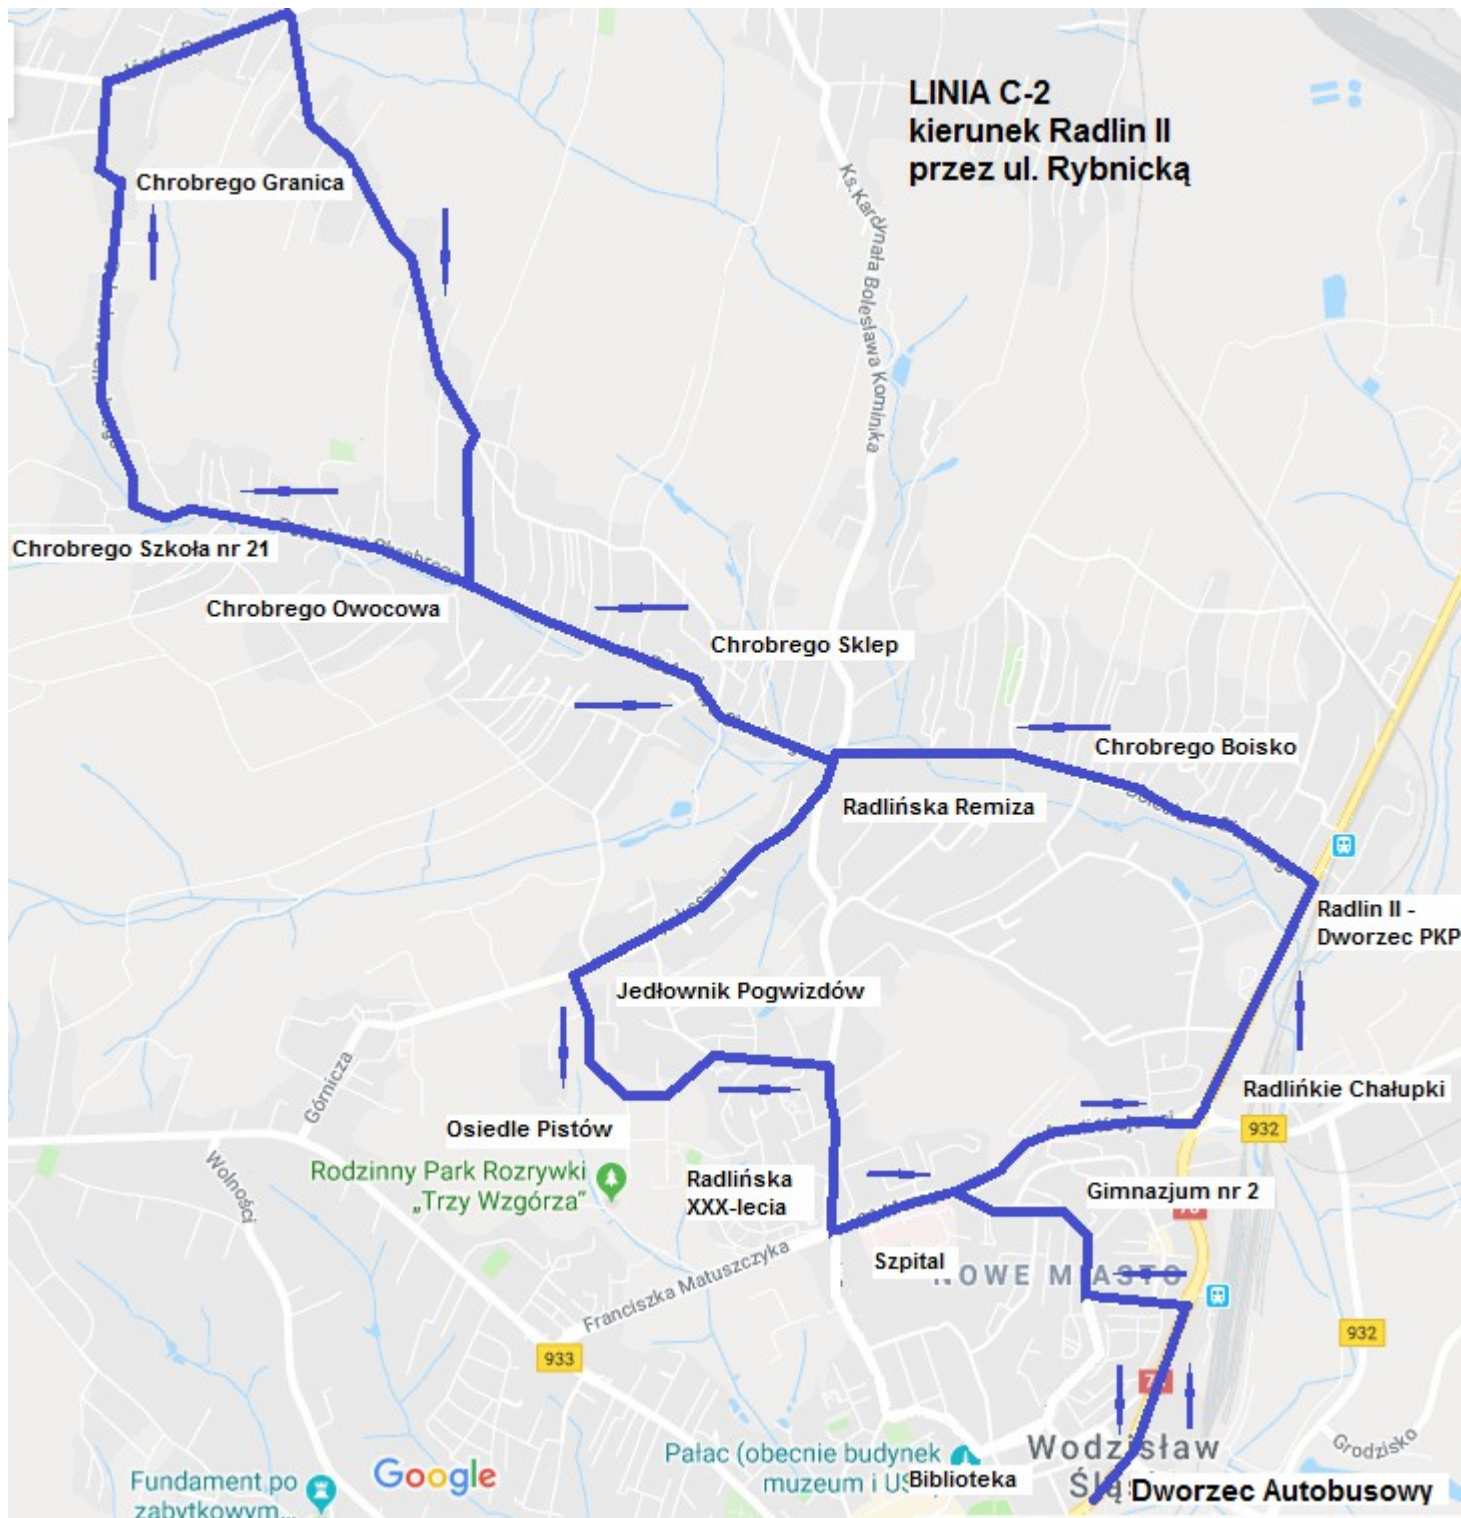 LINIA C-2
kierunek Radlin II
przez ul. Rybnicką
Chrobrego Granica
Ks. Kardynała Bolesława Kominka
Chrobrego Szkoła nr 21
Chrobrego Owocowa
Chrobrego Sklep
Chrobrego Boisko
Radlińska Remiza
Radlin II -
Dworzec PKP
Jedłownik Pogwizdów
Górnicza
Radlińkie Chałupki
932
Osiedle Pistów
Wolności
Rodzinny Park Rozrywki
„Trzy Wzgórza”
Radlińska
XXX-lecia
Gimnazjum nr 2
Szpital
NOWE MIASTO
Franciszka Matuszczyka
933
932
Wodzisław
Grodzisko
Pałac (obecnie budynek
muzeum i
Biblioteka
Dworzec Autobusowy
Google
Fundament po
zabytkowym...